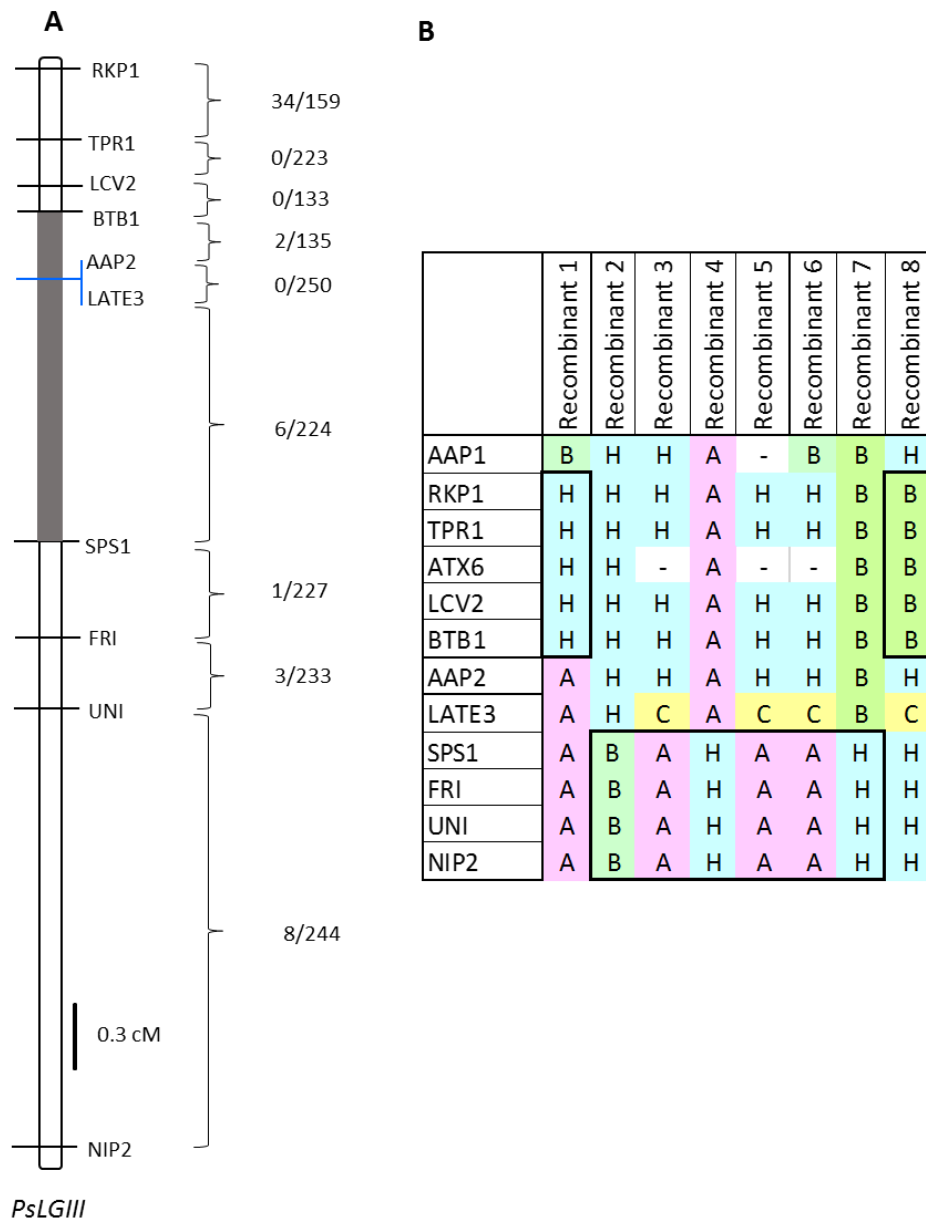 A
RKP1
34/159
TPR1
0/223
LCV2
0/133
BTB1
2/135
AAP2
0/250
LATE3
6/224
SPS1
1/227
FRI
3/233
UNI
8/244
0.3 cM
NIP2
PsLGIII
B
Recombinant 1 Recombinant 2 Recombinant 3 Recombinant 4 Recombinant 5 Recombinant 6 Recombinant 7 Recombinant 8
AAP1 B H H A - B B H
RKP1 H H H A H H B B
TPR1 H H H A H H B B
ATX6 H H - A - - B B
LCV2 H H H A H H B B
BTB1 H H H A H H B B
AAP2 A H H A H H B H
LATE3 A H C A C C B C
SPS1 A B A H A A H H
FRI A B A H A A H H
UNI A B A H A A H H
NIP2 A B A H A A H H